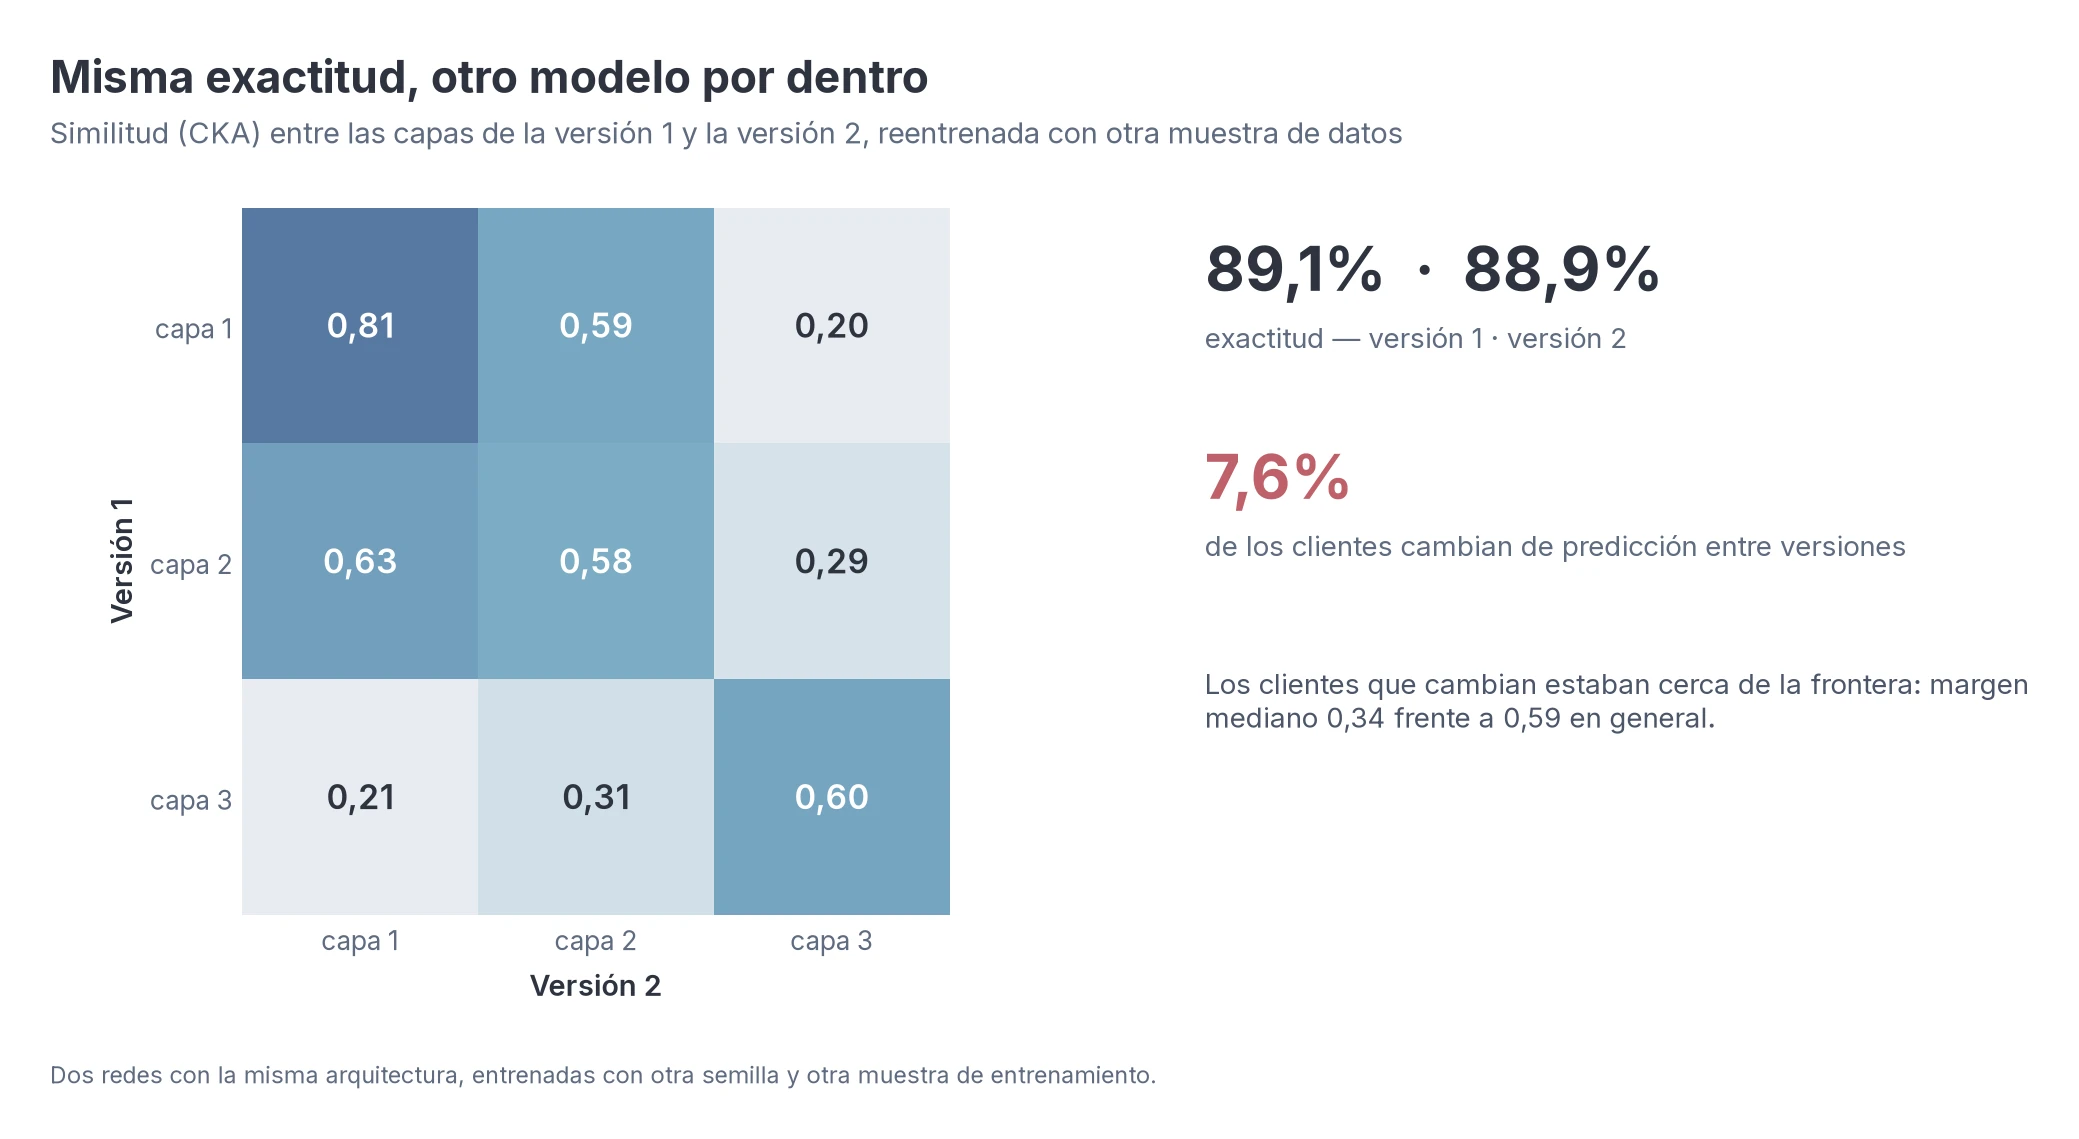 Misma exactitud, otro modelo por dentro
Similitud (CKA) entre las capas de la versión 1 y la versión 2, reentrenada con otra muestra de datos
Versión 1
capa 1
0,81
0,59
0,20
capa 2
0,63
0,58
0,29
capa 3
0,21
0,31
0,60
capa 1
capa 2
capa 3
Versión 2
89,1% · 88,9%
exactitud — versión 1 · versión 2
7,6%
de los clientes cambian de predicción entre versiones
Los clientes que cambian estaban cerca de la frontera: margen
mediano 0,34 frente a 0,59 en general.
Dos redes con la misma arquitectura, entrenadas con otra semilla y otra muestra de entrenamiento.